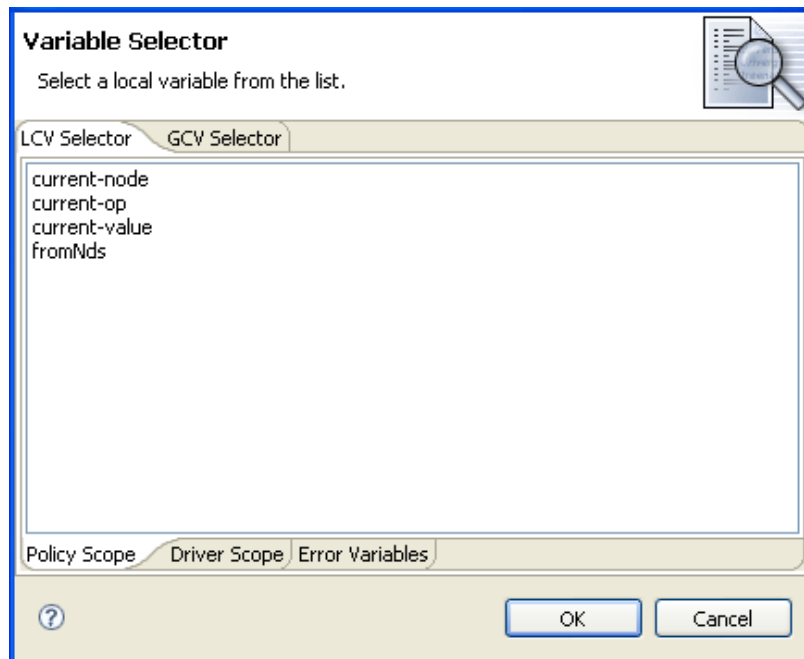 Variable Selector
Select a local variable from the list.
LCV Selector GCV Selector
current-node
current-op
current-value
fromNds
Policy Scope Driver Scope Error Variables
? OK Cancel